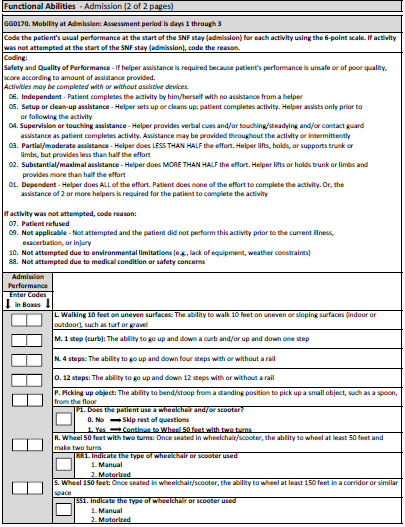 Functional Abilities - Admission (2 of 2 pages)
GG0170. Mobility at Admission: Assessment period is days 1 through 3
Code the patient's usual performance at the start of the SNF stay (admission) for each activity using the 6-point scale. If activity
was not attempted at the start of the SNF stay (admission), code the reason.
Coding:
Safety and Quality of Performance - If helper assistance is required because patient's performance is unsafe or of poor quality,
score according to amount of assistance provided.
Activities may be completed with or without assistive devices.
06. Independent - Patient completes the activity by him/herself with no assistance from a helper
05. Setup or clean-up assistance - Helper sets up or cleans up; patient completes activity. Helper assists only prior to
or following the activity
04. Supervision or touching assistance - Helper provides verbal cues and/or touching/steadying and/or contact guard
assistance as patient completes activity. Assistance may be provided throughout the activity or intermittently
03. Partial/moderate assistance - Helper does LESS THAN HALF the effort. Helper lifts, holds, or supports trunk or
limbs, but provides less than half the effort
02. Substantial/maximal assistance - Helper does MORE THAN HALF the effort. Helper lifts or holds trunk or limbs and
provides more than half the effort
01. Dependent - Helper does ALL of the effort. Patient does none of the effort to complete the activity. Or, the
assistance of 2 or more helpers is required for the patient to complete the activity
If activity was not attempted, code reason:
07. Patient refused
09. Not applicable - Not attempted and the patient did not perform this activity prior to the current illness,
exacerbation, or injury
10. Not attempted due to environmental limitations (e.g., lack of equipment, weather constraints)
88. Not attempted due to medical condition or safety concerns
Admission
Performance
Enter Codes
↓ in Boxes ↓
L. Walking 10 feet on uneven surfaces: The ability to walk 10 feet on uneven or sloping surfaces (indoor or
outdoor), such as turf or gravel
M. 1 step (curb): The ability to go up and down a curb and/or up and down one step
N. 4 steps: The ability to go up and down four steps with or without a rail
O. 12 steps: The ability to go up and down 12 steps with or without a rail
P. Picking up object: The ability to bend/stoop from a standing position to pick up a small object, such as a spoon,
from the floor
P1. Does the patient use a wheelchair and/or scooter?
0. No → Skip rest of questions
1. Yes → Continue to Wheel 50 feet with two turns
R. Wheel 50 feet with two turns: Once seated in wheelchair/scooter, the ability to wheel at least 50 feet and
make two turns
RR1. Indicate the type of wheelchair or scooter used
1. Manual
2. Motorized
S. Wheel 150 feet: Once seated in wheelchair/scooter, the ability to wheel at least 150 feet in a corridor or similar
space
SS1. Indicate the type of wheelchair or scooter used
1. Manual
2. Motorized